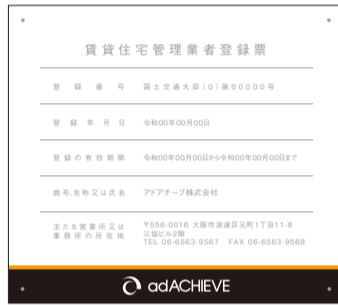 賃貸住宅管理業者登録票
登録番号 国土交通大臣(0)第00000号
登録年月日 令和00年00月00日
登録の有効期間 令和00年00月00日から令和00年00月00日まで
商号,名称又は氏名 アドアチーブ株式会社
主たる営業所又は 〒556-0016 大阪市浪速区元町1丁目11-8
事務所の所在地 三協ビル2階
TEL 06-6563-9567 FAX 06-6563-9568
adACHIEVE